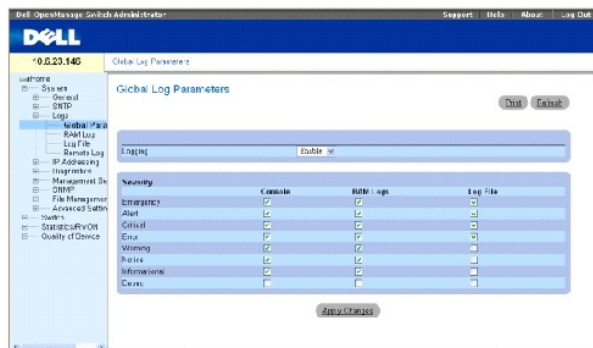 Dell OpenManage Switch Administrator
Support Help About Log Out
DELL
10.6.23.146
Global Log Parameters
Home
System
General
SNTP
Logs
Global Para
RAM Log
Log File
Remote Log
IP Addressing
Diagnostics
Management Se
SNMP
File Managemen
Advanced Settin
Switch
Statistics/RMON
Quality of Service
Global Log Parameters
Print Refresh
Logging Enable
Severity
Console RAM Logs Log File
Emergency
Alert
Critical
Error
Warning
Notice
Informational
Debug
Apply Changes